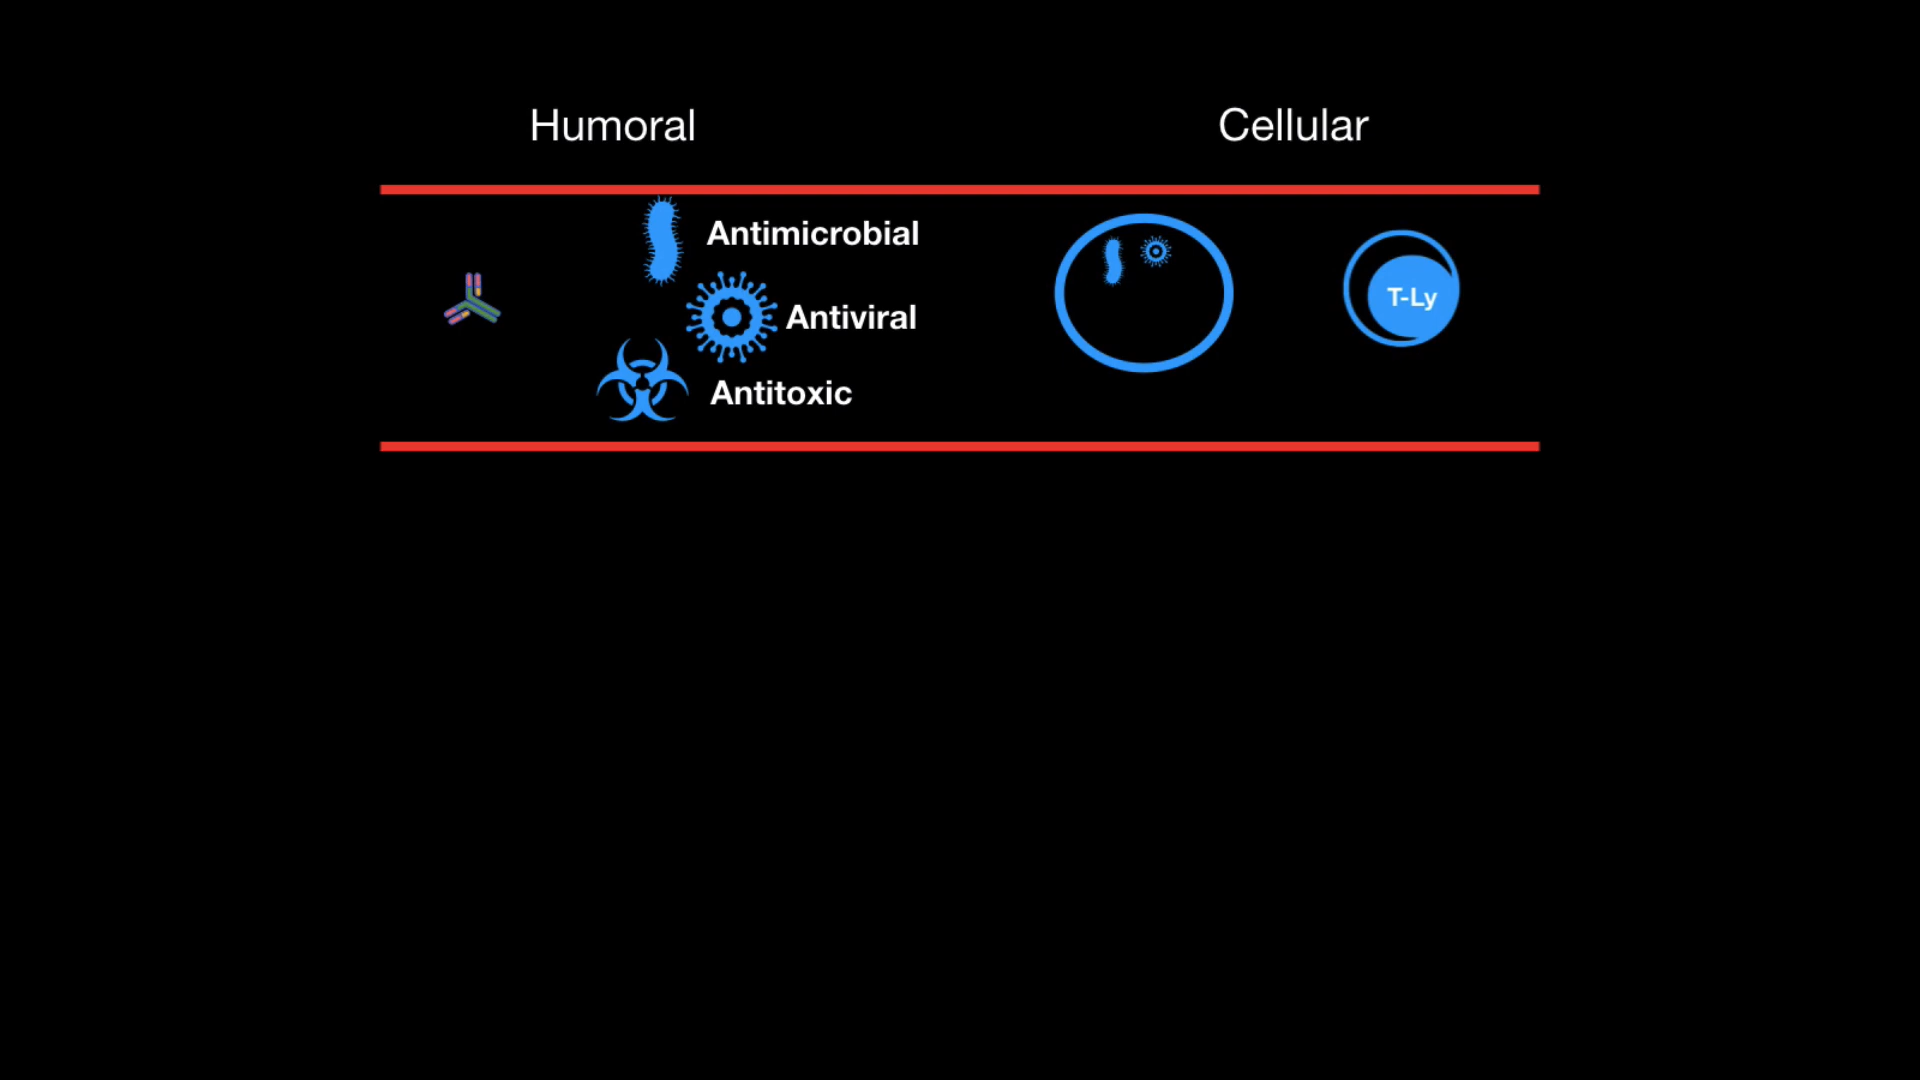 Humoral
Cellular
Antimicrobial
Antiviral
Antitoxic
T-Ly